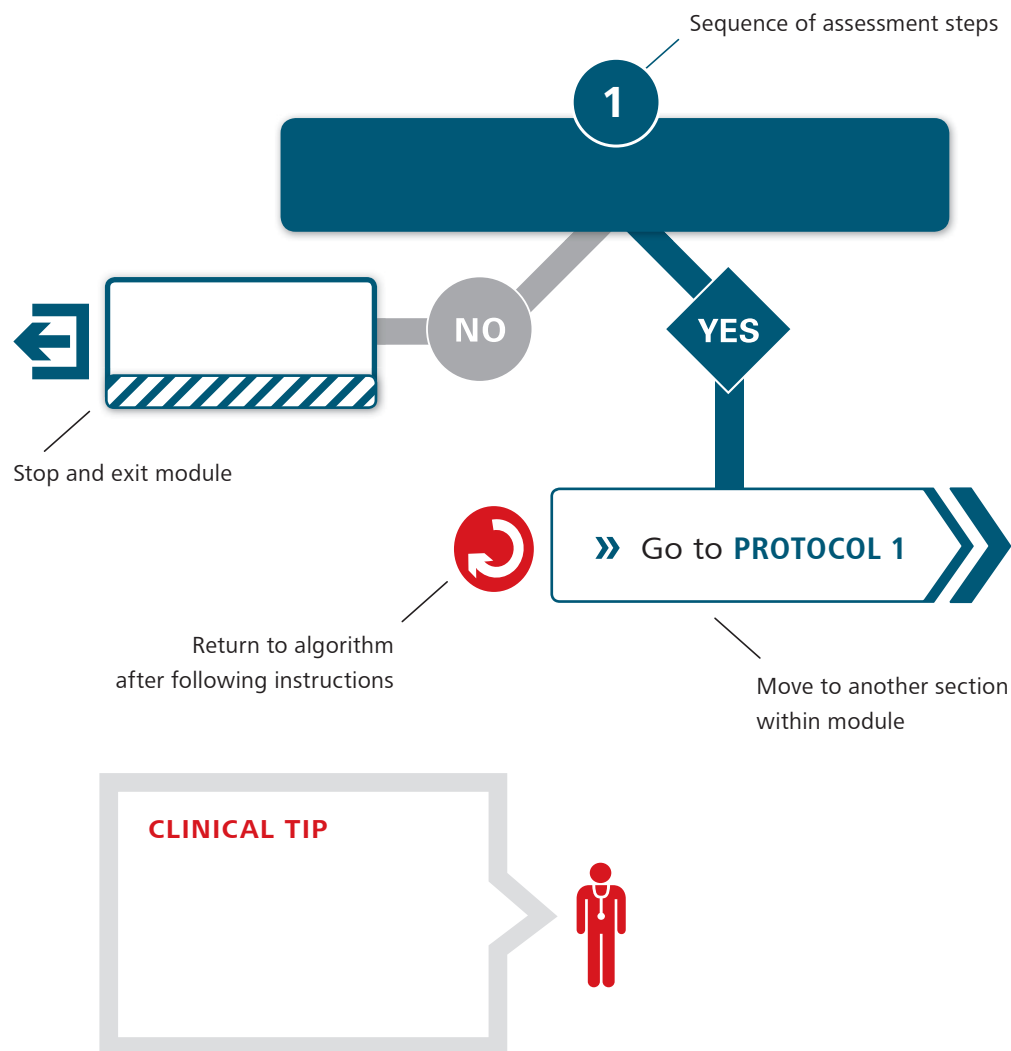 Sequence of assessment steps
1
NO
YES
Stop and exit module
» Go to PROTOCOL 1
Return to algorithm
after following instructions
Move to another section
within module
CLINICAL TIP